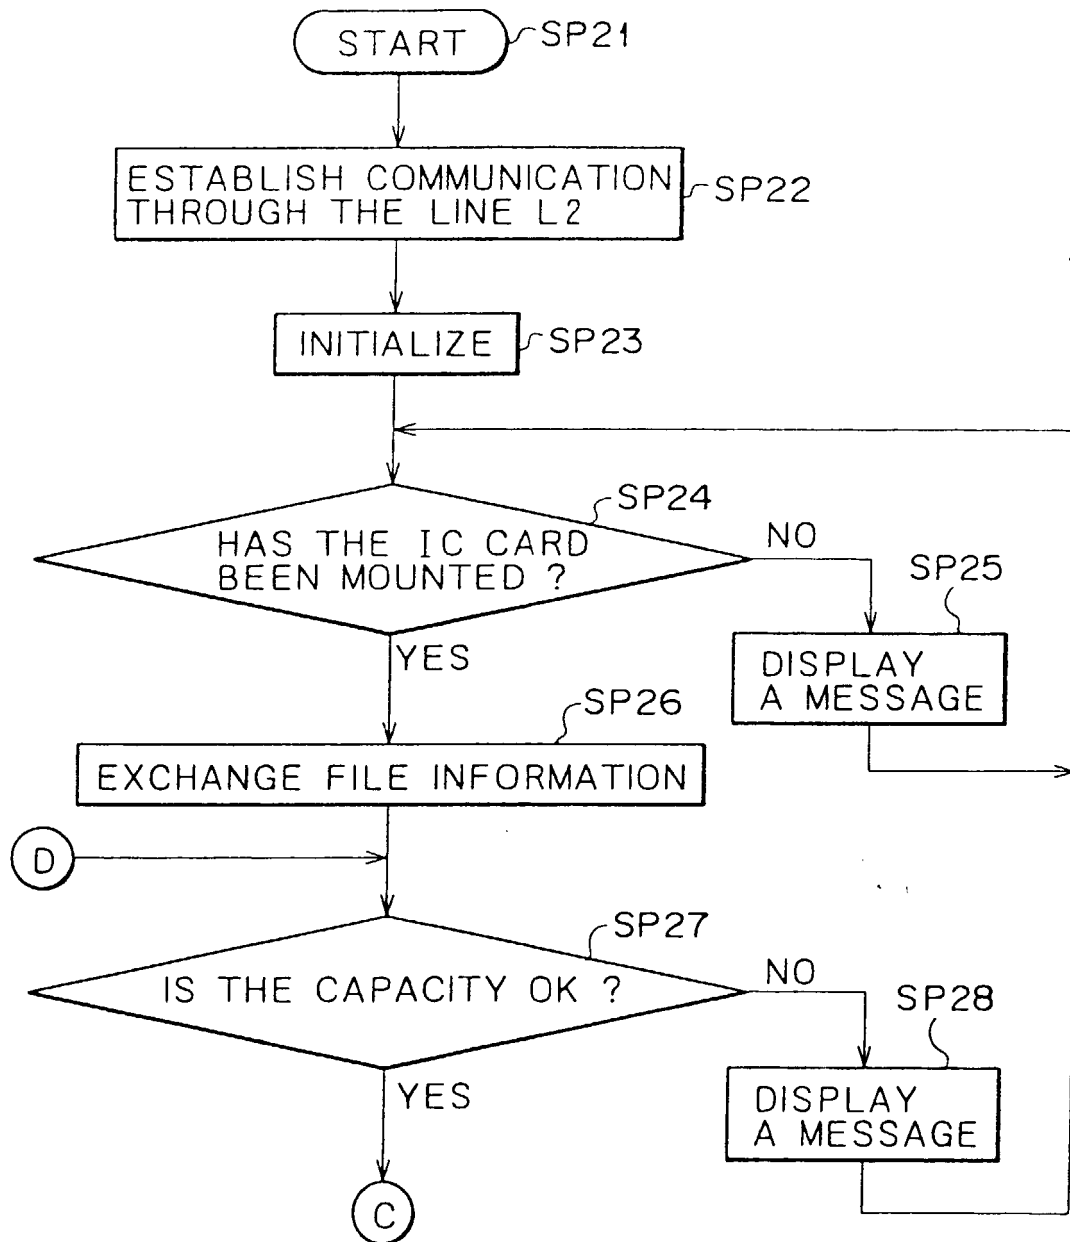 START
SP21
ESTABLISH COMMUNICATION
THROUGH THE LINE L2
SP22
INITIALIZE
SP23
SP24
HAS THE IC CARD
BEEN MOUNTED ?
NO
SP25
YES
DISPLAY
A MESSAGE
SP26
EXCHANGE FILE INFORMATION
D
SP27
IS THE CAPACITY OK ?
NO
SP28
YES
DISPLAY
A MESSAGE
C